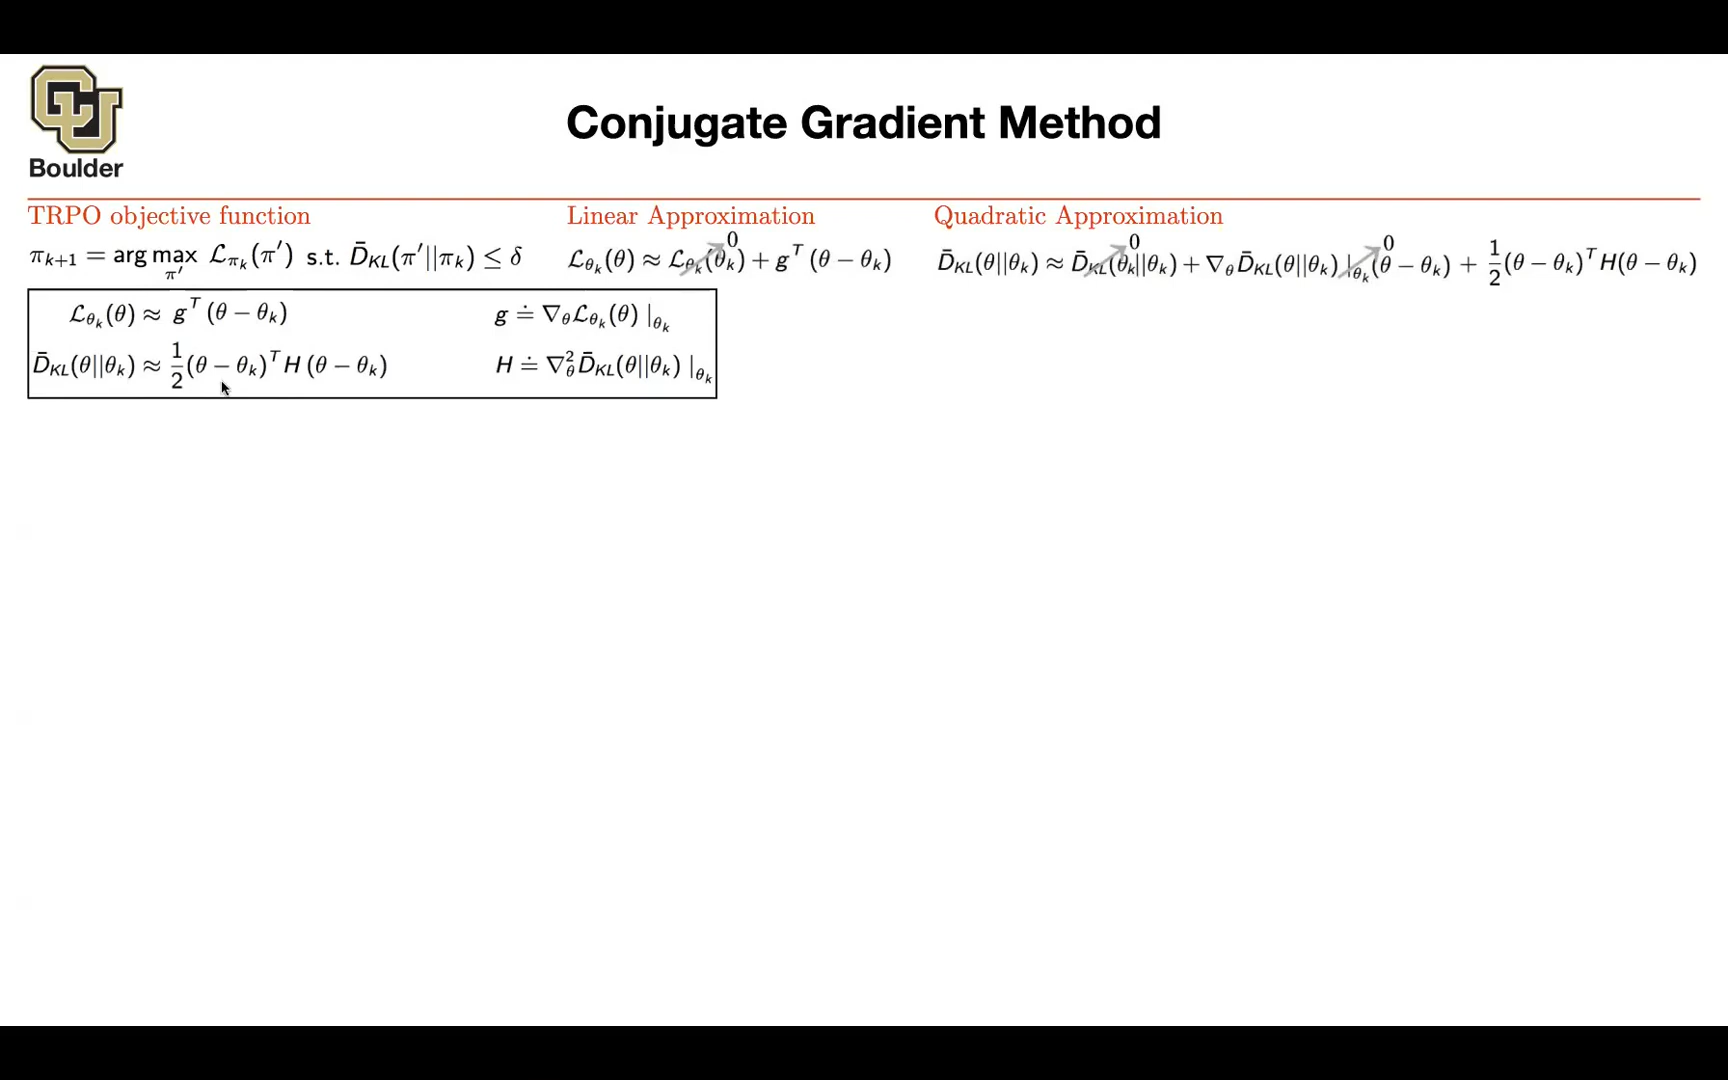 CU
Boulder
Conjugate Gradient Method
TRPO objective function
π_{k+1} = arg max_{π′} ℒ_{π_k}(π′) s.t. D̄_{KL}(π′||π_k) ≤ δ
Linear Approximation
ℒ_{θ_k}(θ) ≈ ℒ_{θ_k}(θ_k) 0 + g^T (θ − θ_k)
Quadratic Approximation
D̄_{KL}(θ||θ_k) ≈ D̄_{KL}(θ_k||θ_k) 0 + ∇_θ D̄_{KL}(θ||θ_k) |_{θ_k} 0 (θ − θ_k) + 1/2 (θ − θ_k)^T H(θ − θ_k)
ℒ_{θ_k}(θ) ≈ g^T (θ − θ_k) g ≐ ∇_θ ℒ_{θ_k}(θ) |_{θ_k}
D̄_{KL}(θ||θ_k) ≈ 1/2 (θ − θ_k)^T H (θ − θ_k) H ≐ ∇²_θ D̄_{KL}(θ||θ_k) |_{θ_k}